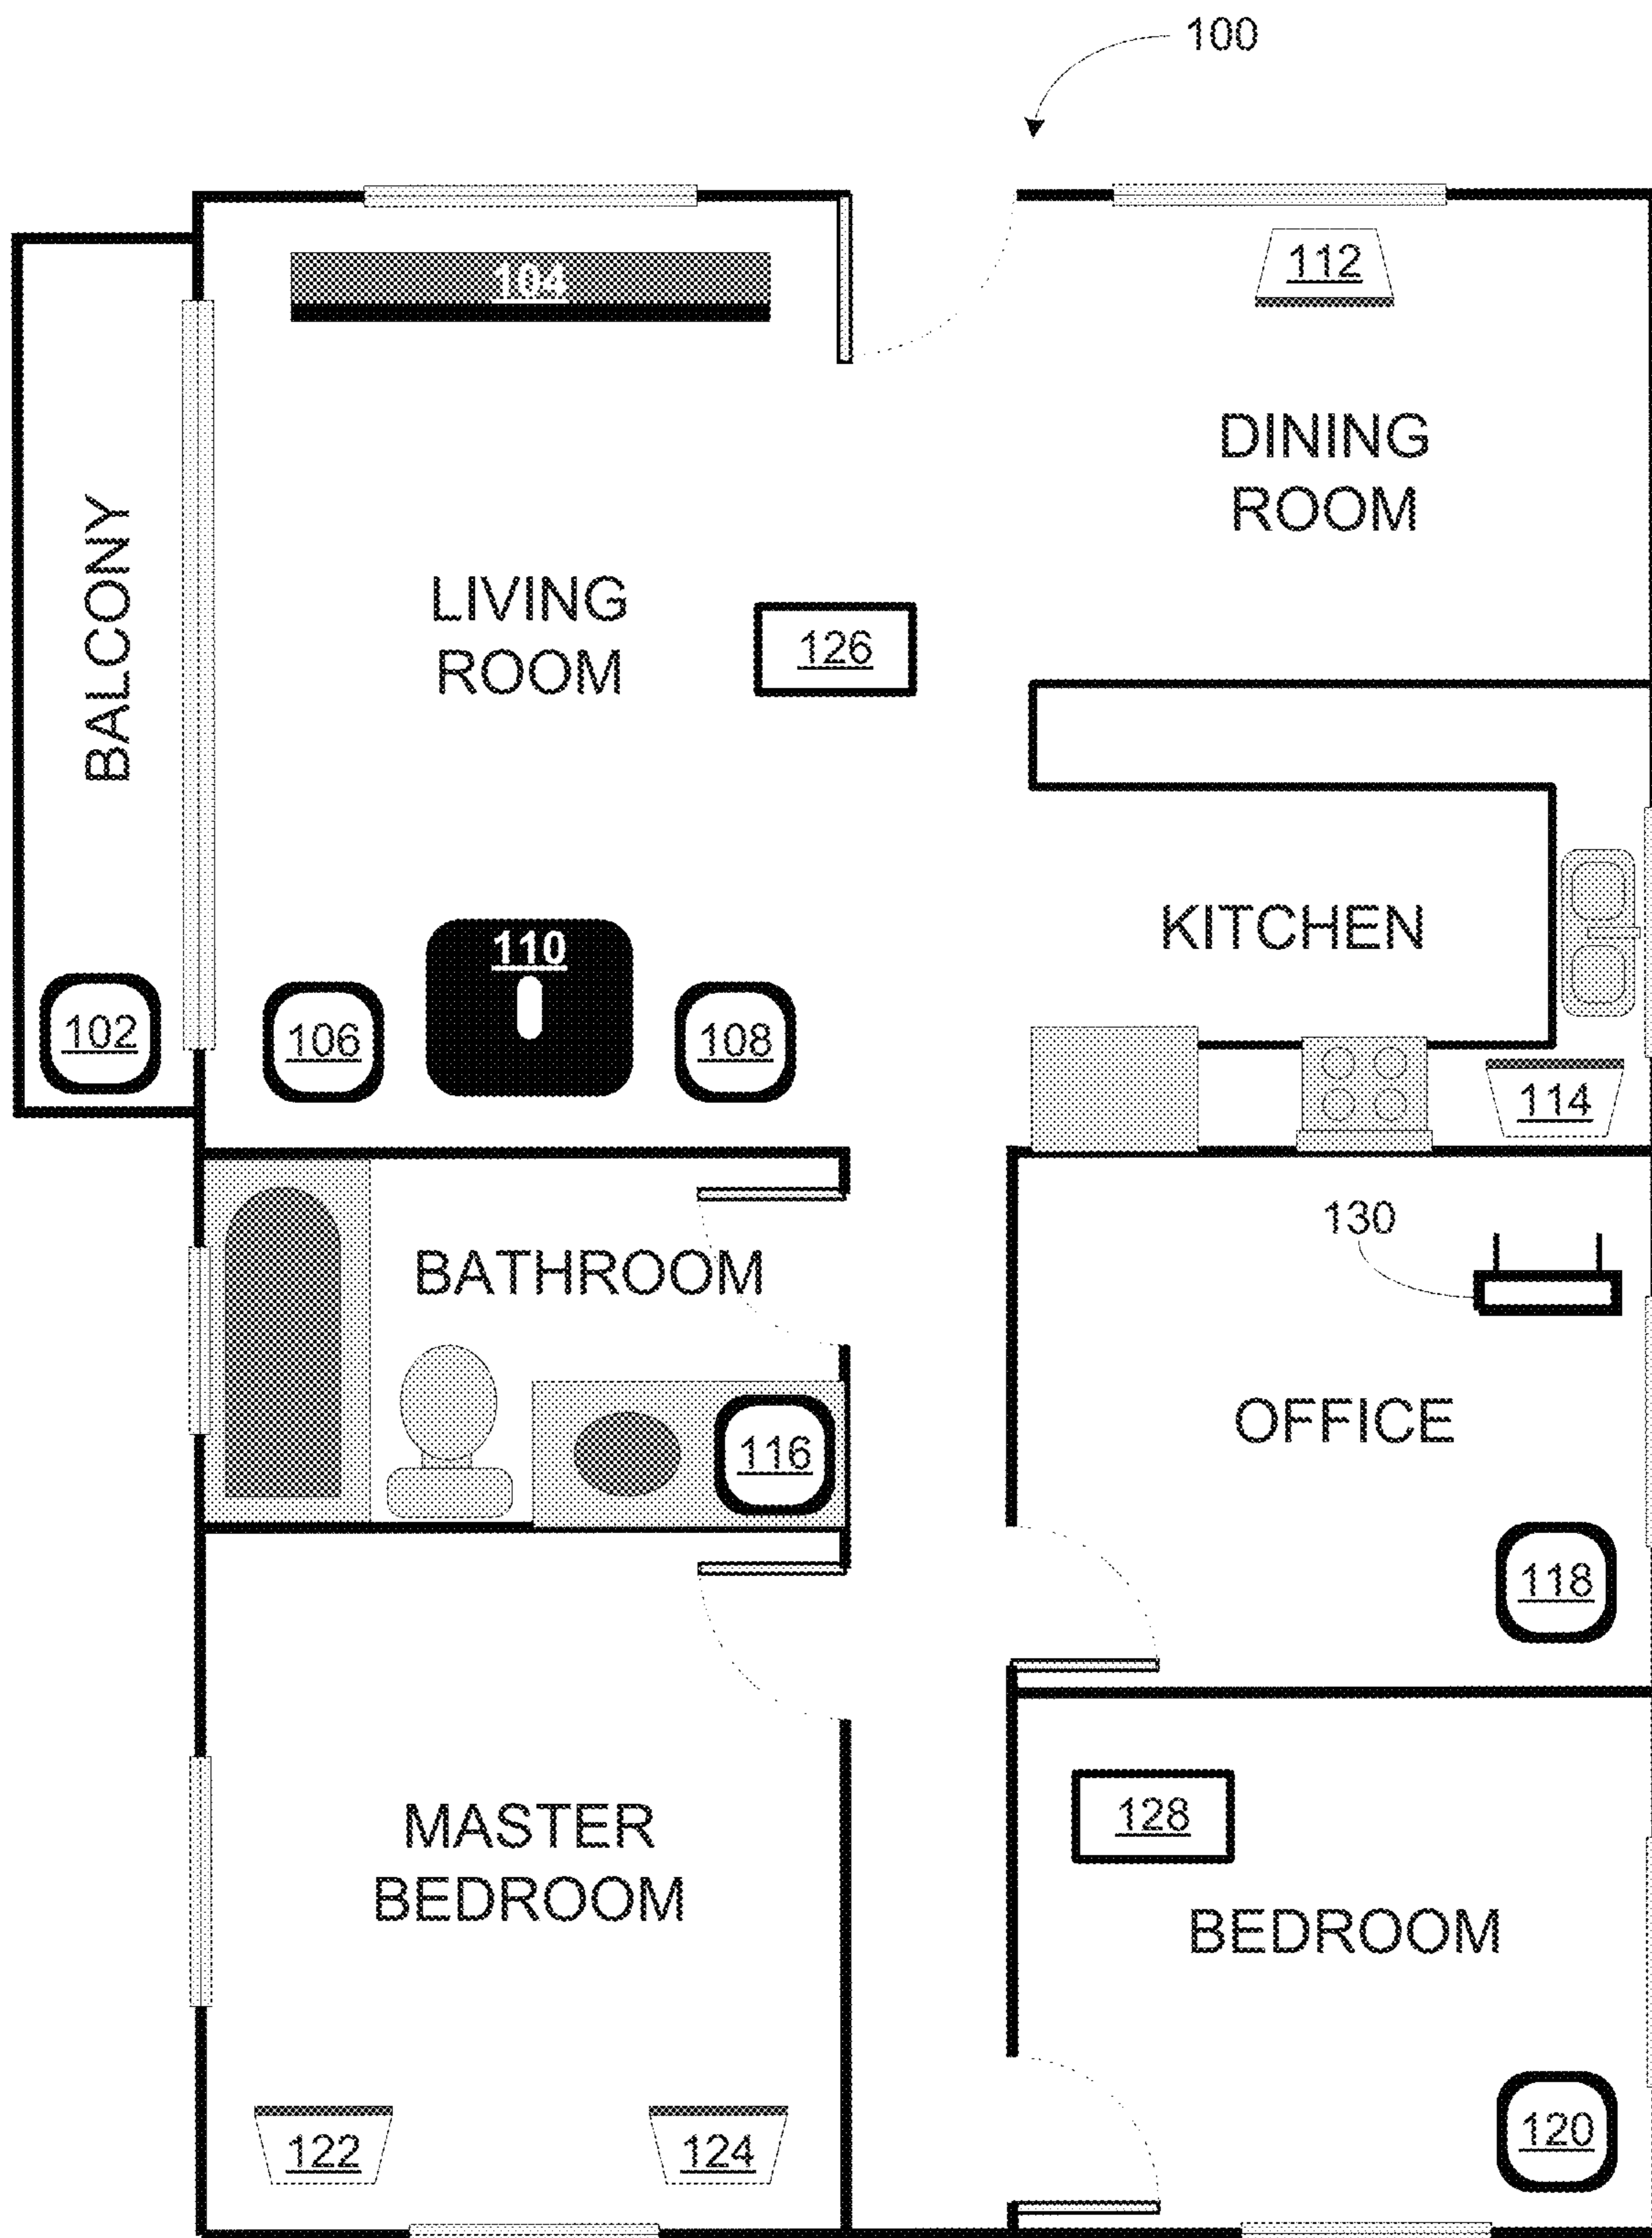 100
104
112
DINING
ROOM
BALCONY
LIVING
ROOM
126
KITCHEN
110
102
106
108
114
130
BATHROOM
OFFICE
116
118
MASTER
BEDROOM
128
BEDROOM
122
124
120